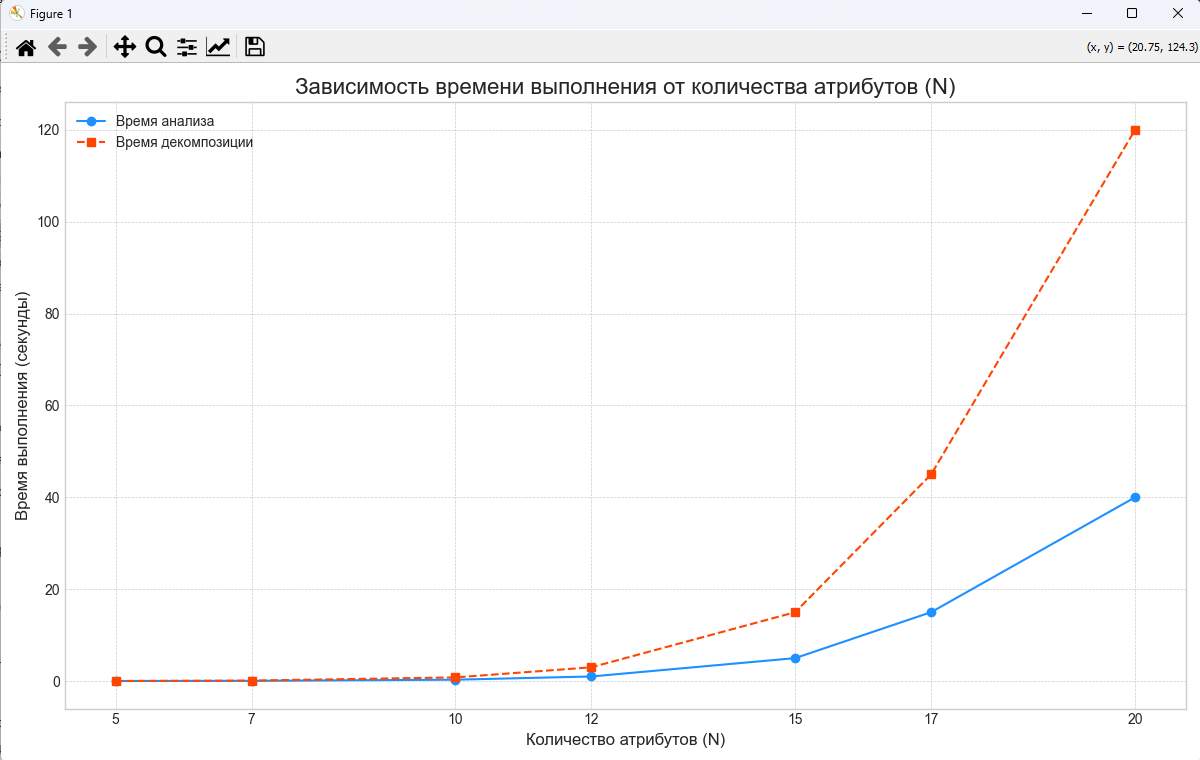 Figure 1
(x, y) = (20.75, 124.3)
Зависимость времени выполнения от количества атрибутов (N)
Время анализа
Время декомпозиции
120
100
80
60
40
20
0
Время выполнения (секунды)
5 7 10 12 15 17 20
Количество атрибутов (N)